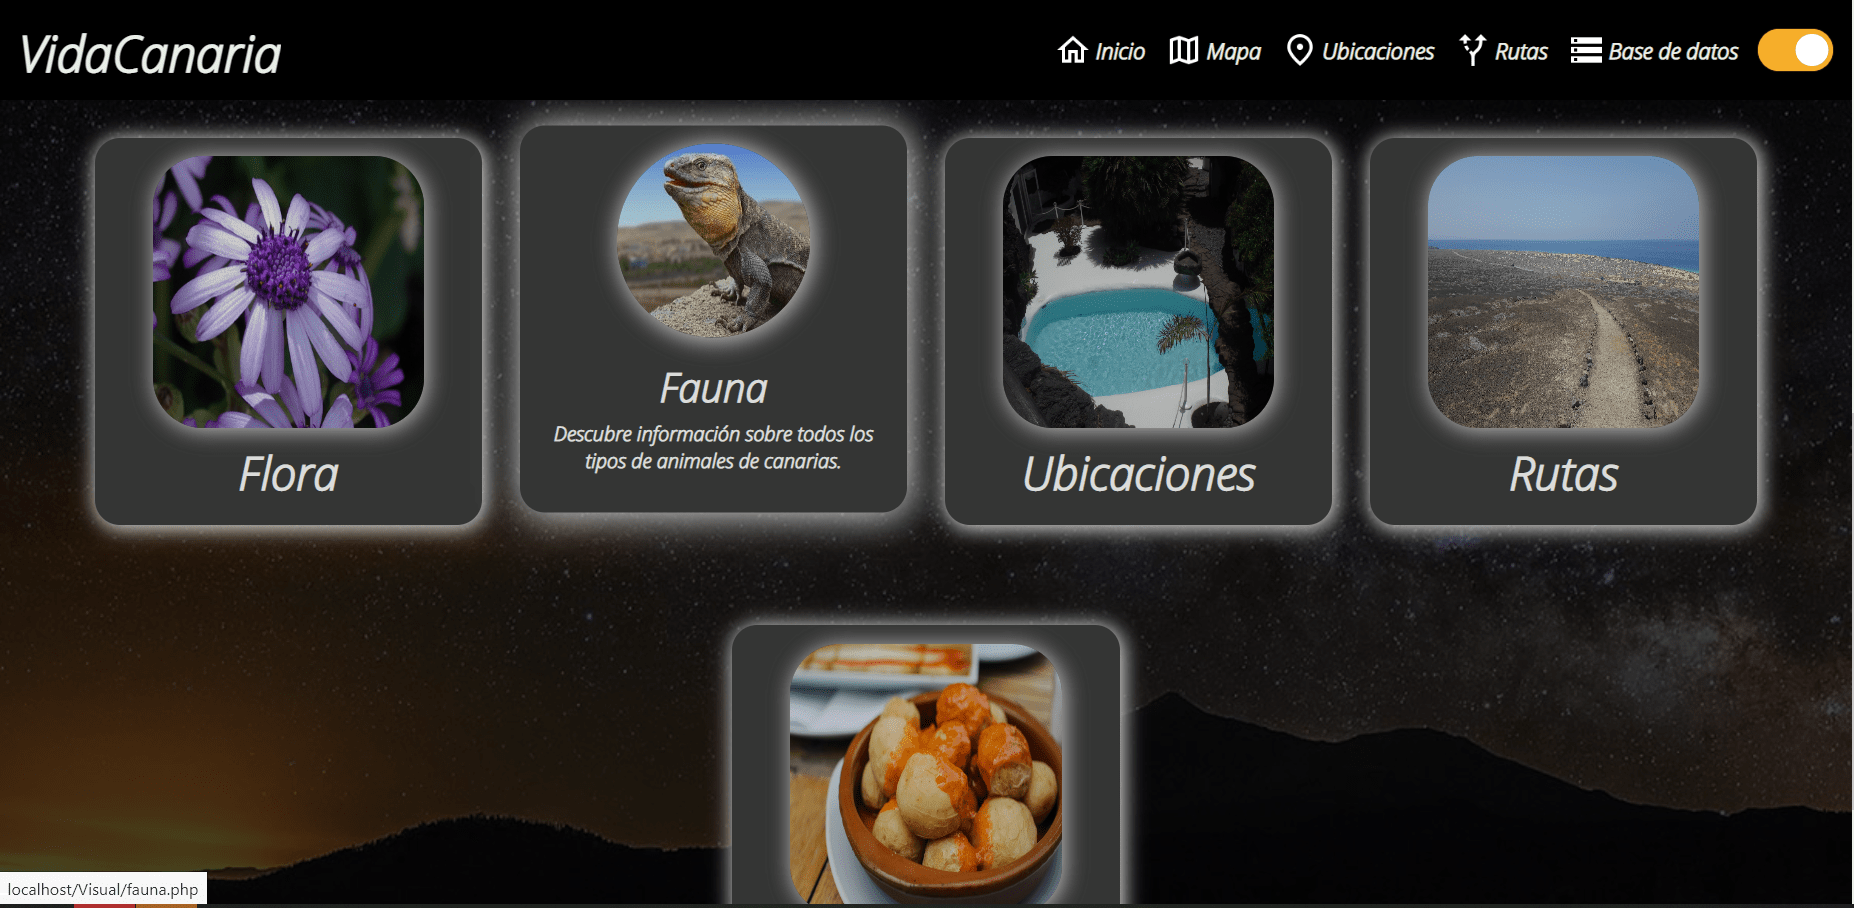 VidaCanaria
Inicio
Mapa
Ubicaciones
Rutas
Base de datos
Flora
Fauna
Descubre información sobre todos los
tipos de animales de canarias.
Ubicaciones
Rutas
localhost/Visual/fauna.php